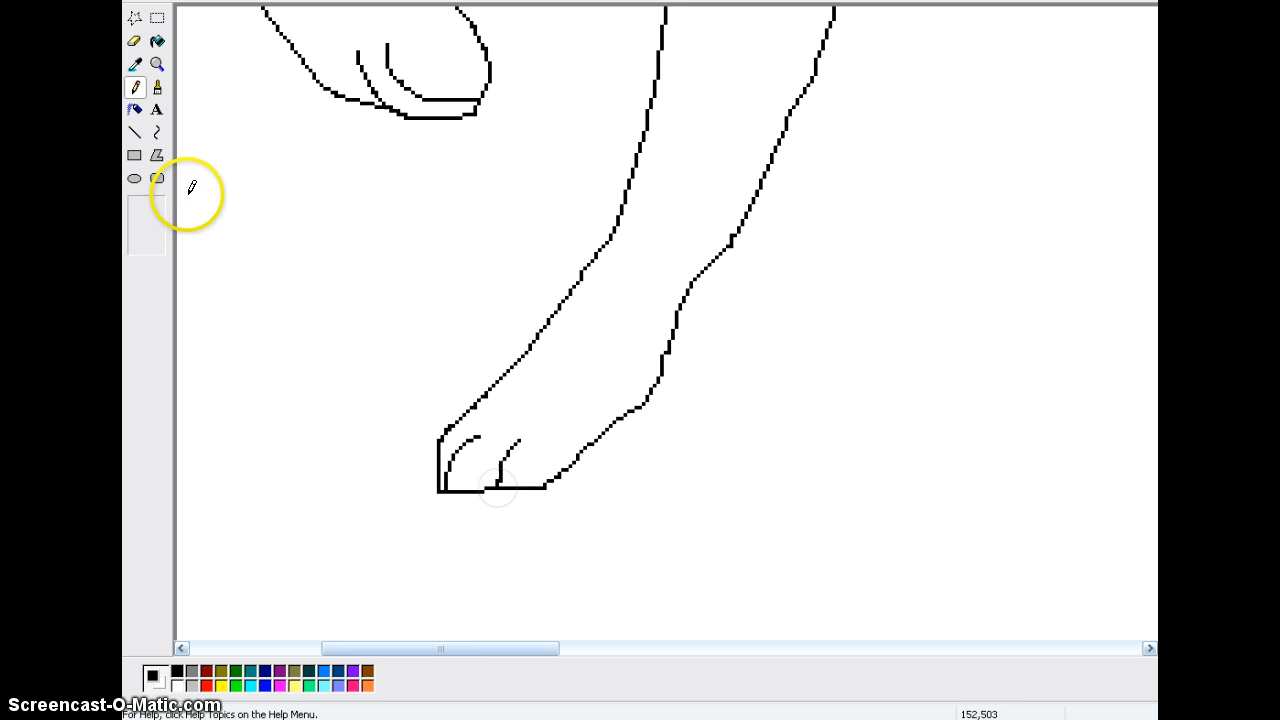 A
Screencast-O-Matic.com
For Help, click Help Topics on the Help Menu.
152,503